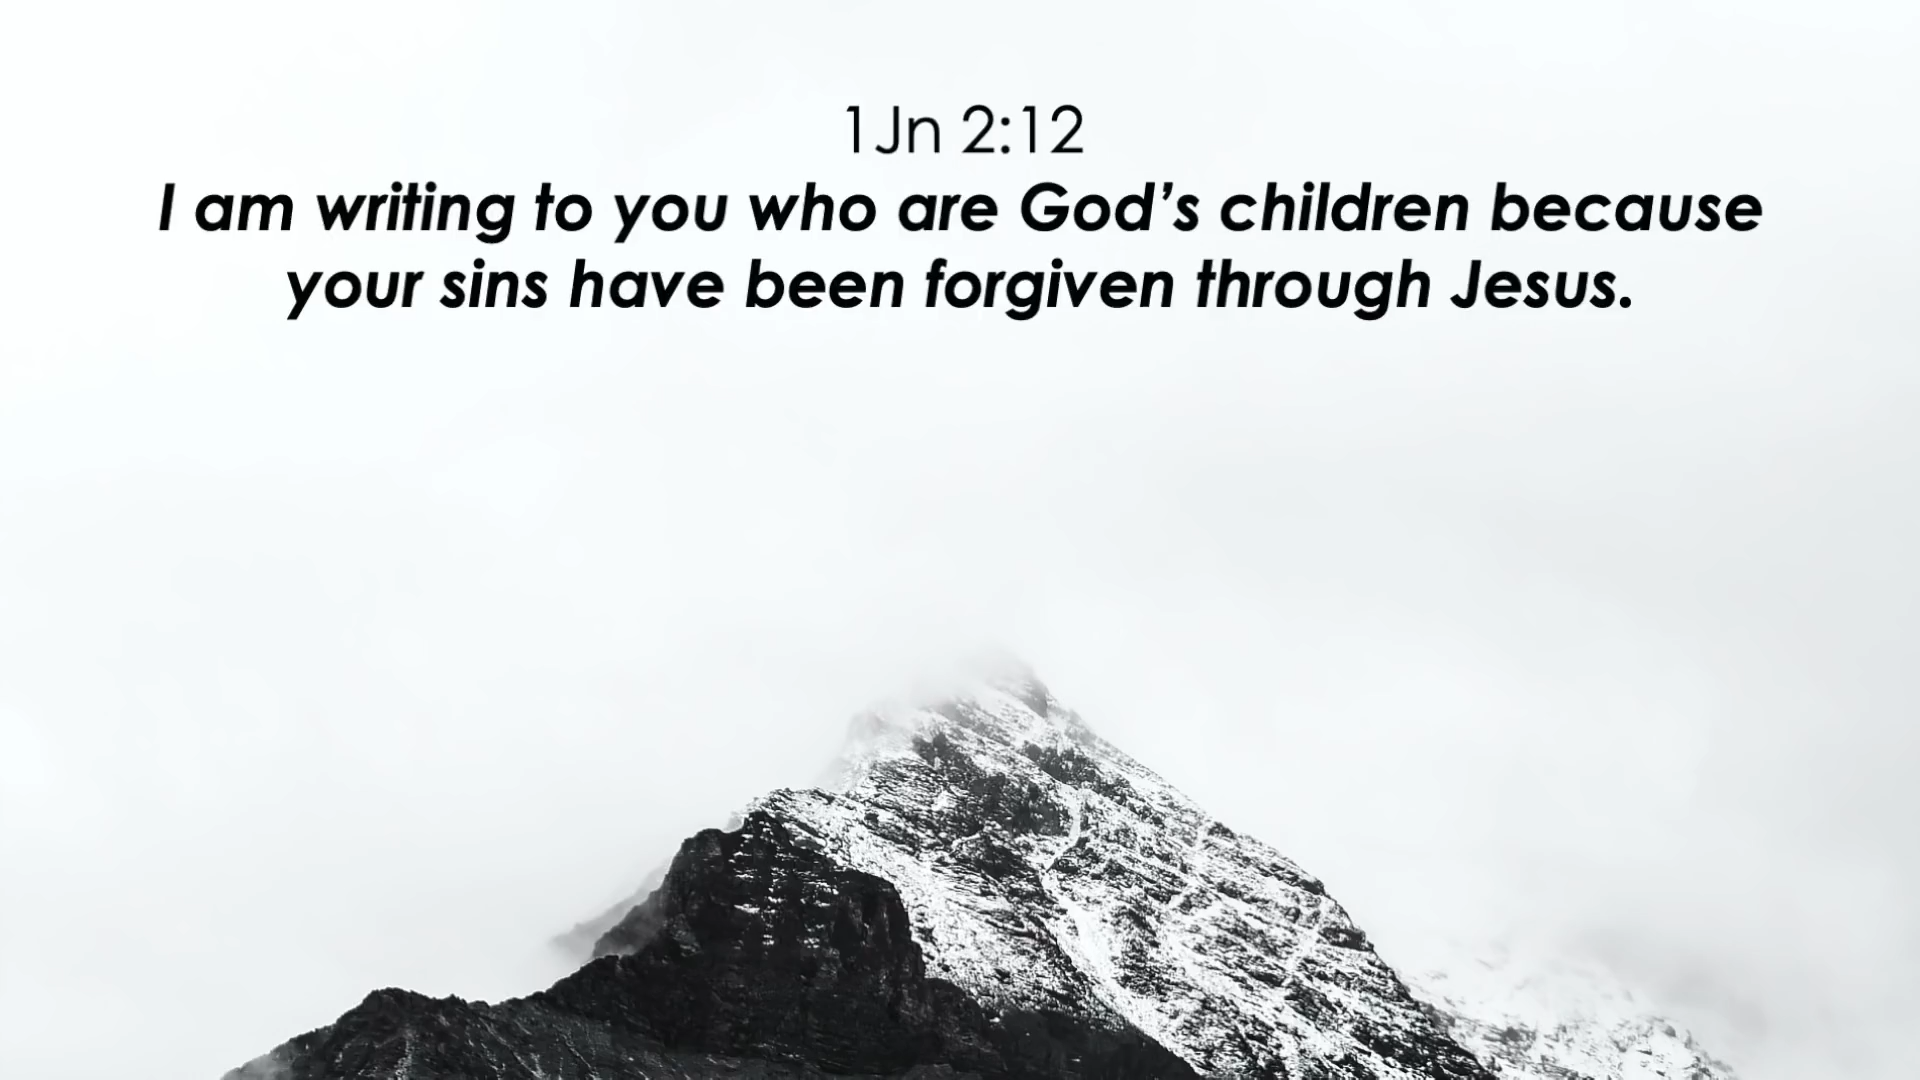 1Jn 2:12
I am writing to you who are God’s children because
your sins have been forgiven through Jesus.